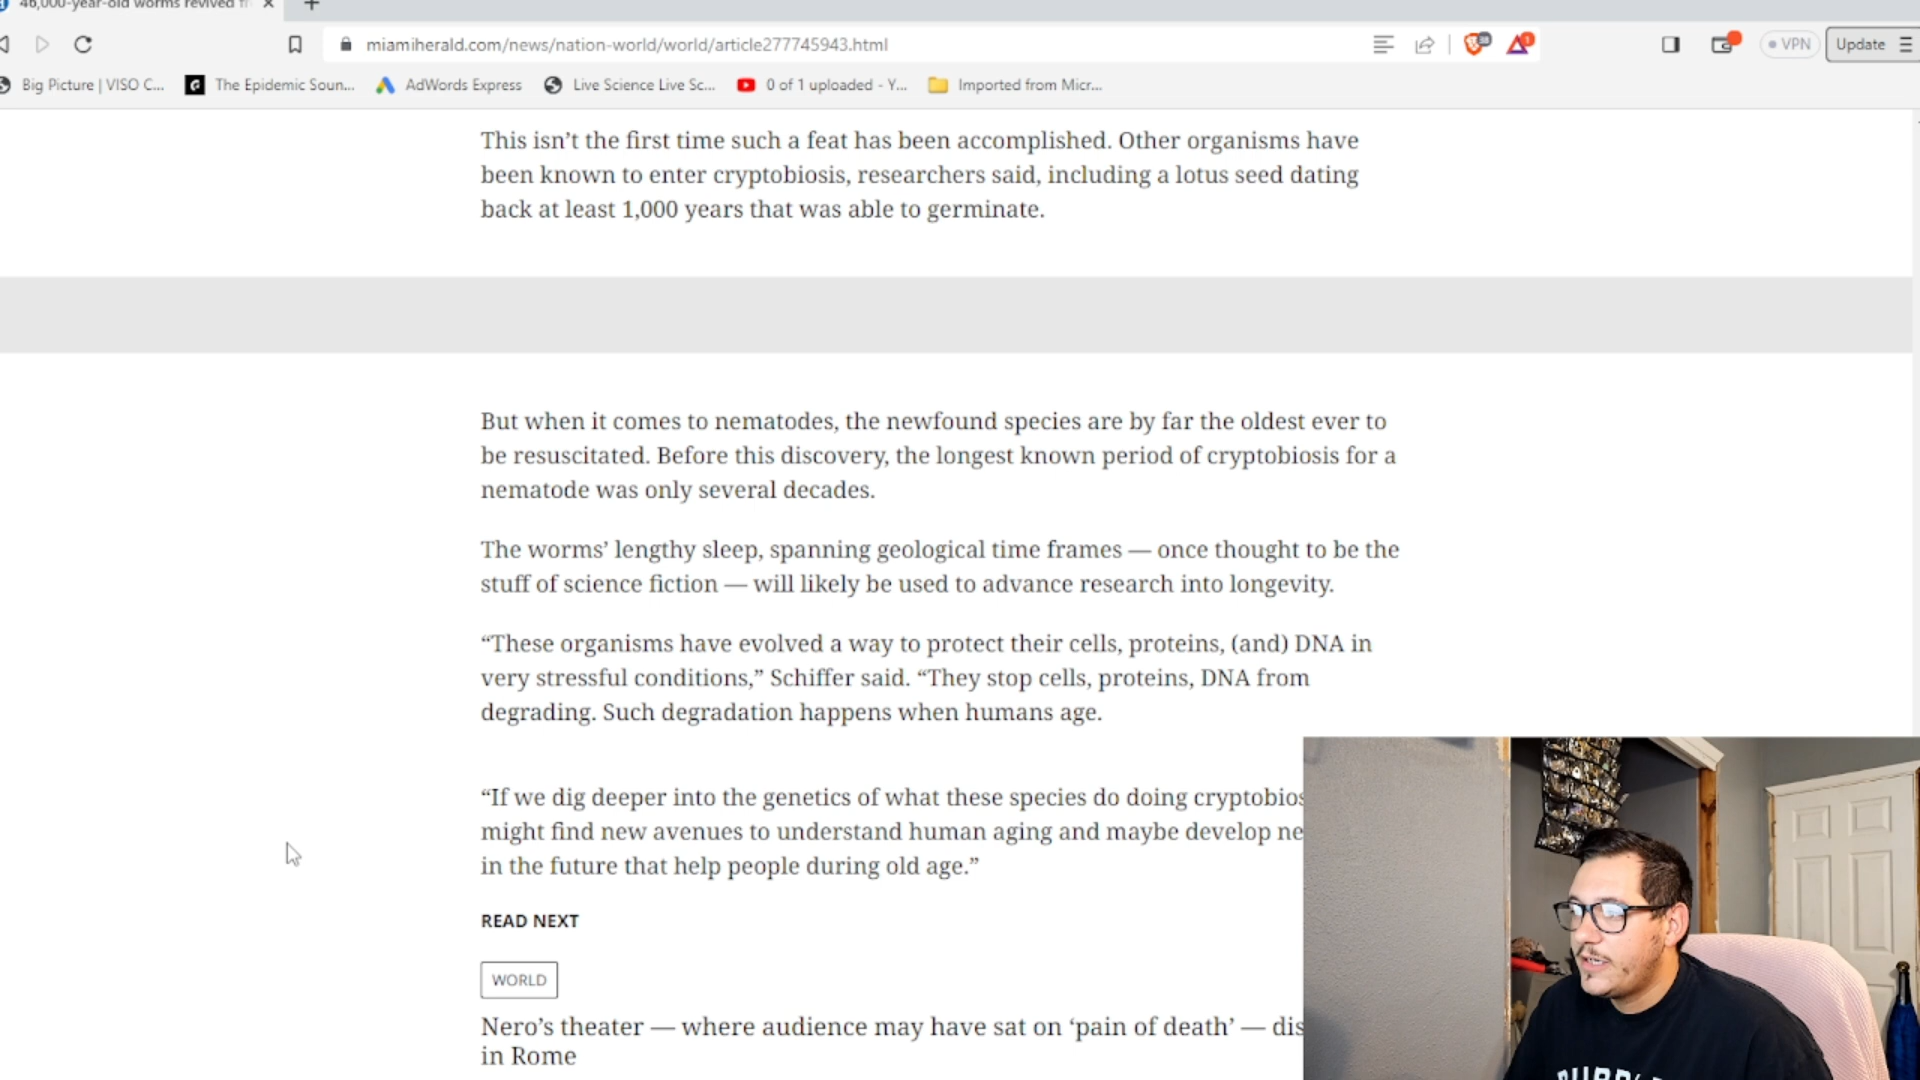 46,000-year-old worms revived fr
miamiherald.com/news/nation-world/world/article277745943.html
VPN
Update
Big Picture | VISO C...
The Epidemic Soun...
AdWords Express
Live Science Live Sc...
0 of 1 uploaded - Y...
Imported from Micr...
This isn’t the first time such a feat has been accomplished. Other organisms have
been known to enter cryptobiosis, researchers said, including a lotus seed dating
back at least 1,000 years that was able to germinate.
But when it comes to nematodes, the newfound species are by far the oldest ever to
be resuscitated. Before this discovery, the longest known period of cryptobiosis for a
nematode was only several decades.
The worms’ lengthy sleep, spanning geological time frames — once thought to be the
stuff of science fiction — will likely be used to advance research into longevity.
“These organisms have evolved a way to protect their cells, proteins, (and) DNA in
very stressful conditions,” Schiffer said. “They stop cells, proteins, DNA from
degrading. Such degradation happens when humans age.
“If we dig deeper into the genetics of what these species do doing cryptobios
might find new avenues to understand human aging and maybe develop ne
in the future that help people during old age.”
READ NEXT
WORLD
Nero’s theater — where audience may have sat on ‘pain of death’ — dis
in Rome